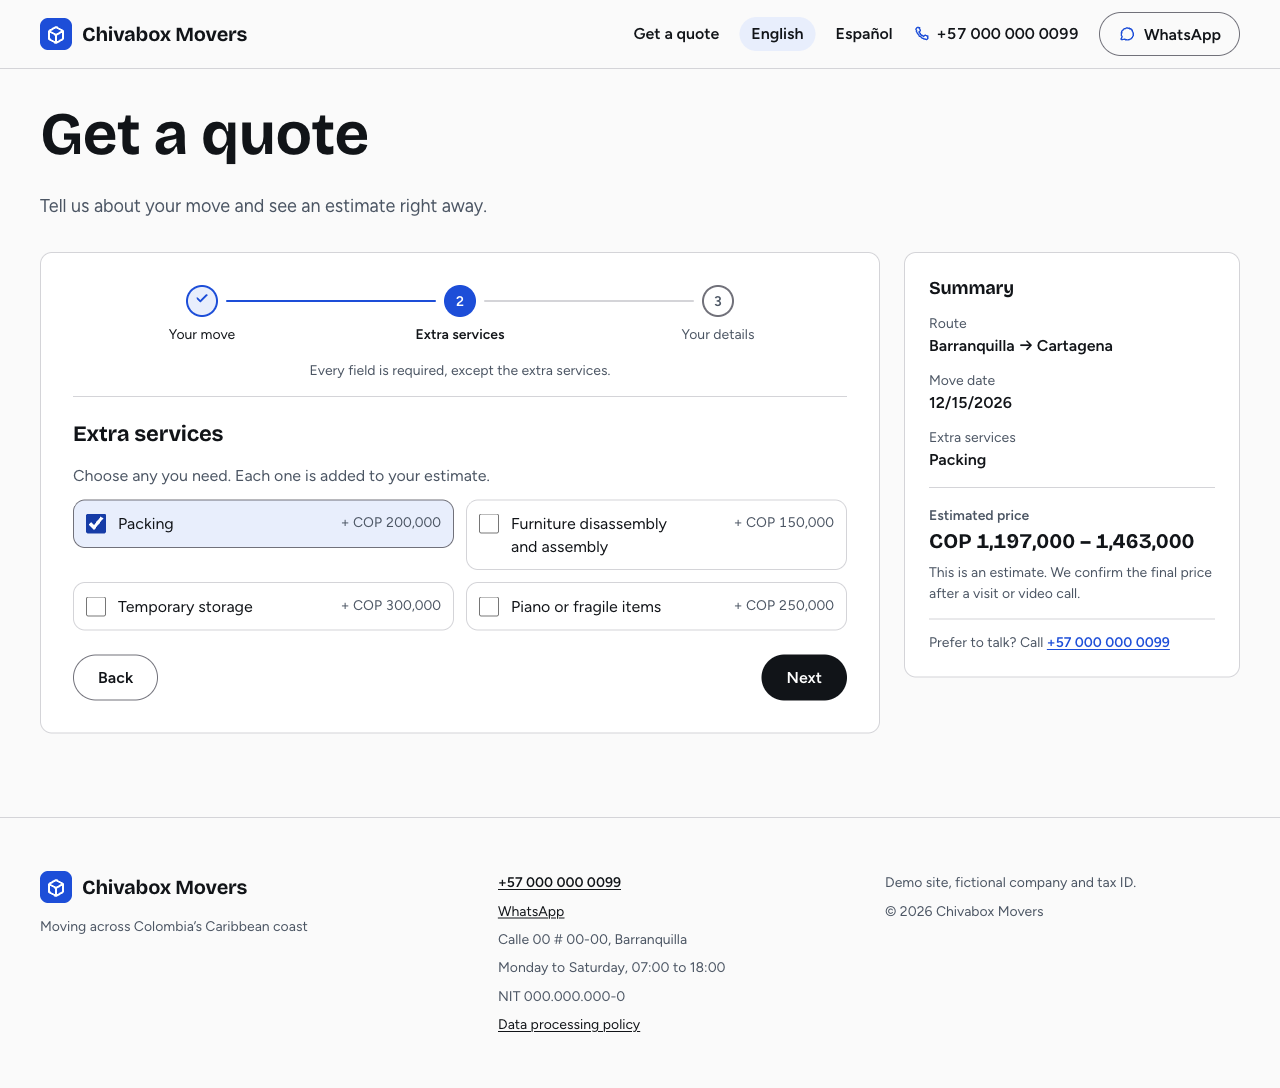 Chivabox Movers
Get a quote
English
Español
+57 000 000 0099
WhatsApp
Get a quote
Tell us about your move and see an estimate right away.
Your move
2
Extra services
3
Your details
Every field is required, except the extra services.
Extra services
Choose any you need. Each one is added to your estimate.
Packing
+ COP 200,000
Furniture disassembly
and assembly
+ COP 150,000
Temporary storage
+ COP 300,000
Piano or fragile items
+ COP 250,000
Back
Next
Summary
Route
Barranquilla → Cartagena
Move date
12/15/2026
Extra services
Packing
Estimated price
COP 1,197,000 – 1,463,000
This is an estimate. We confirm the final price
after a visit or video call.
Prefer to talk? Call +57 000 000 0099
Chivabox Movers
Moving across Colombia’s Caribbean coast
+57 000 000 0099
WhatsApp
Calle 00 # 00-00, Barranquilla
Monday to Saturday, 07:00 to 18:00
NIT 000.000.000-0
Data processing policy
Demo site, fictional company and tax ID.
© 2026 Chivabox Movers